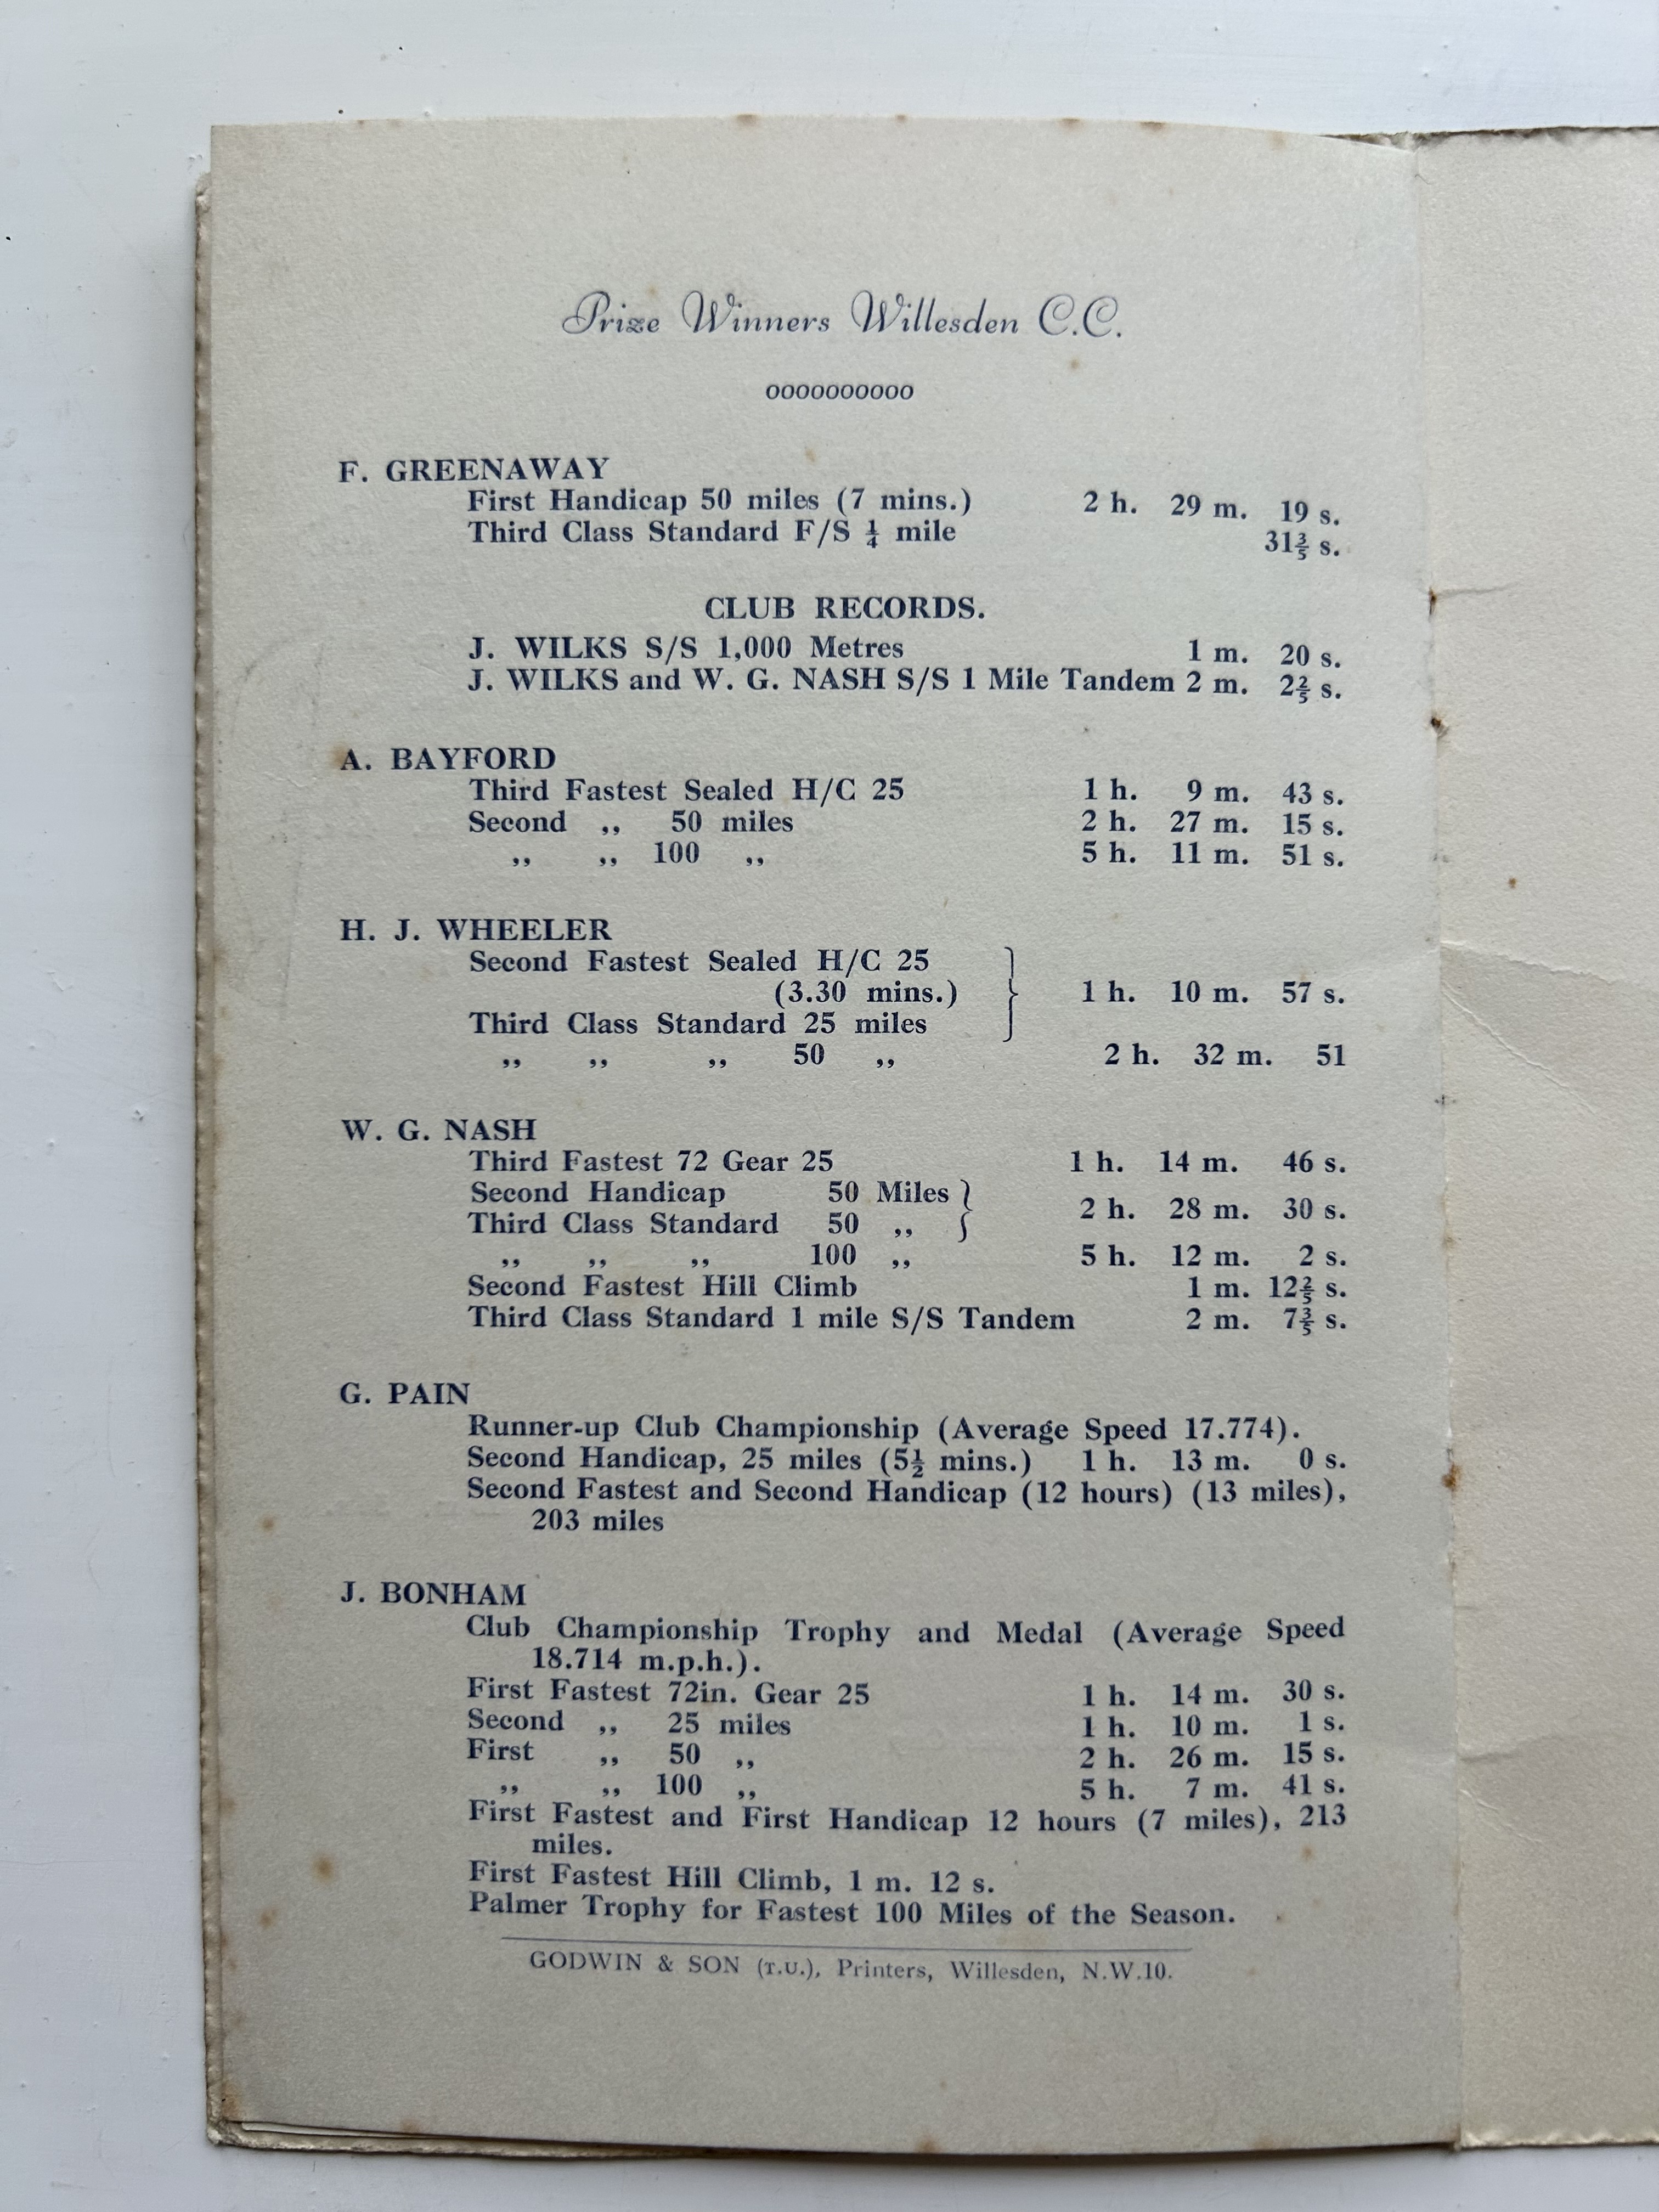 Prize Winners Willesden C.C.
oooooooooo
F. GREENAWAY
First Handicap 50 miles (7 mins.) 2 h. 29 m. 19 s.
Third Class Standard F/S ¼ mile 31⅗ s.
CLUB RECORDS.
J. WILKS S/S 1,000 Metres 1 m. 20 s.
J. WILKS and W. G. NASH S/S 1 Mile Tandem 2 m. 2⅖ s.
A. BAYFORD
Third Fastest Sealed H/C 25 1 h. 9 m. 43 s.
Second ,, 50 miles 2 h. 27 m. 15 s.
,, ,, 100 ,, 5 h. 11 m. 51 s.
H. J. WHEELER
Second Fastest Sealed H/C 25
(3.30 mins.) } 1 h. 10 m. 57 s.
Third Class Standard 25 miles
,, ,, ,, 50 ,, 2 h. 32 m. 51
W. G. NASH
Third Fastest 72 Gear 25 1 h. 14 m. 46 s.
Second Handicap 50 Miles } 2 h. 28 m. 30 s.
Third Class Standard 50 ,,
,, ,, ,, 100 ,, 5 h. 12 m. 2 s.
Second Fastest Hill Climb 1 m. 12⅖ s.
Third Class Standard 1 mile S/S Tandem 2 m. 7⅗ s.
G. PAIN
Runner-up Club Championship (Average Speed 17.774).
Second Handicap, 25 miles (5½ mins.) 1 h. 13 m. 0 s.
Second Fastest and Second Handicap (12 hours) (13 miles),
203 miles
J. BONHAM
Club Championship Trophy and Medal (Average Speed
18.714 m.p.h.).
First Fastest 72in. Gear 25 1 h. 14 m. 30 s.
Second ,, 25 miles 1 h. 10 m. 1 s.
First ,, 50 ,, 2 h. 26 m. 15 s.
,, ,, 100 ,, 5 h. 7 m. 41 s.
First Fastest and First Handicap 12 hours (7 miles), 213
miles.
First Fastest Hill Climb, 1 m. 12 s.
Palmer Trophy for Fastest 100 Miles of the Season.
GODWIN & SON (T.U.), Printers, Willesden, N.W.10.